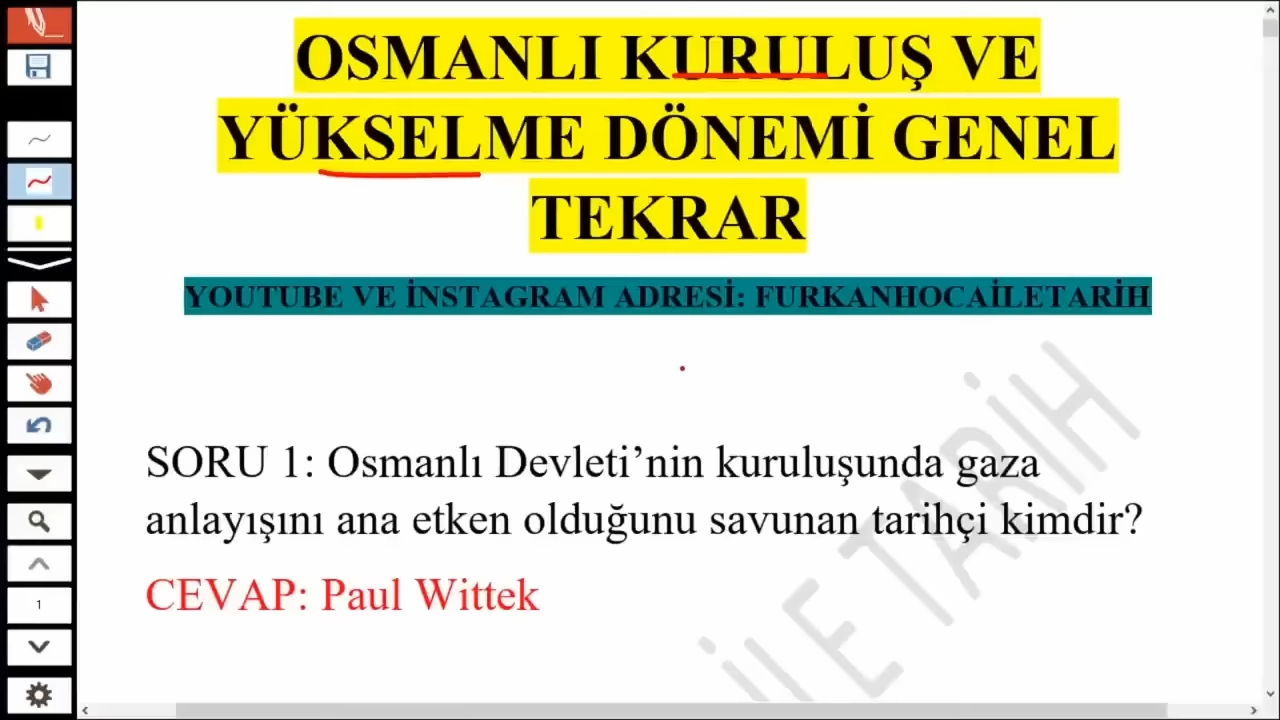 OSMANLI KURULUŞ VE
YÜKSELME DÖNEMİ GENEL
TEKRAR
YOUTUBE VE İNSTAGRAM ADRESİ: FURKANHOCAİLETARİH
SORU 1: Osmanlı Devleti’nin kuruluşunda gaza
anlayışını ana etken olduğunu savunan tarihçi kimdir?
CEVAP: Paul Wittek
İLE TARİH
1